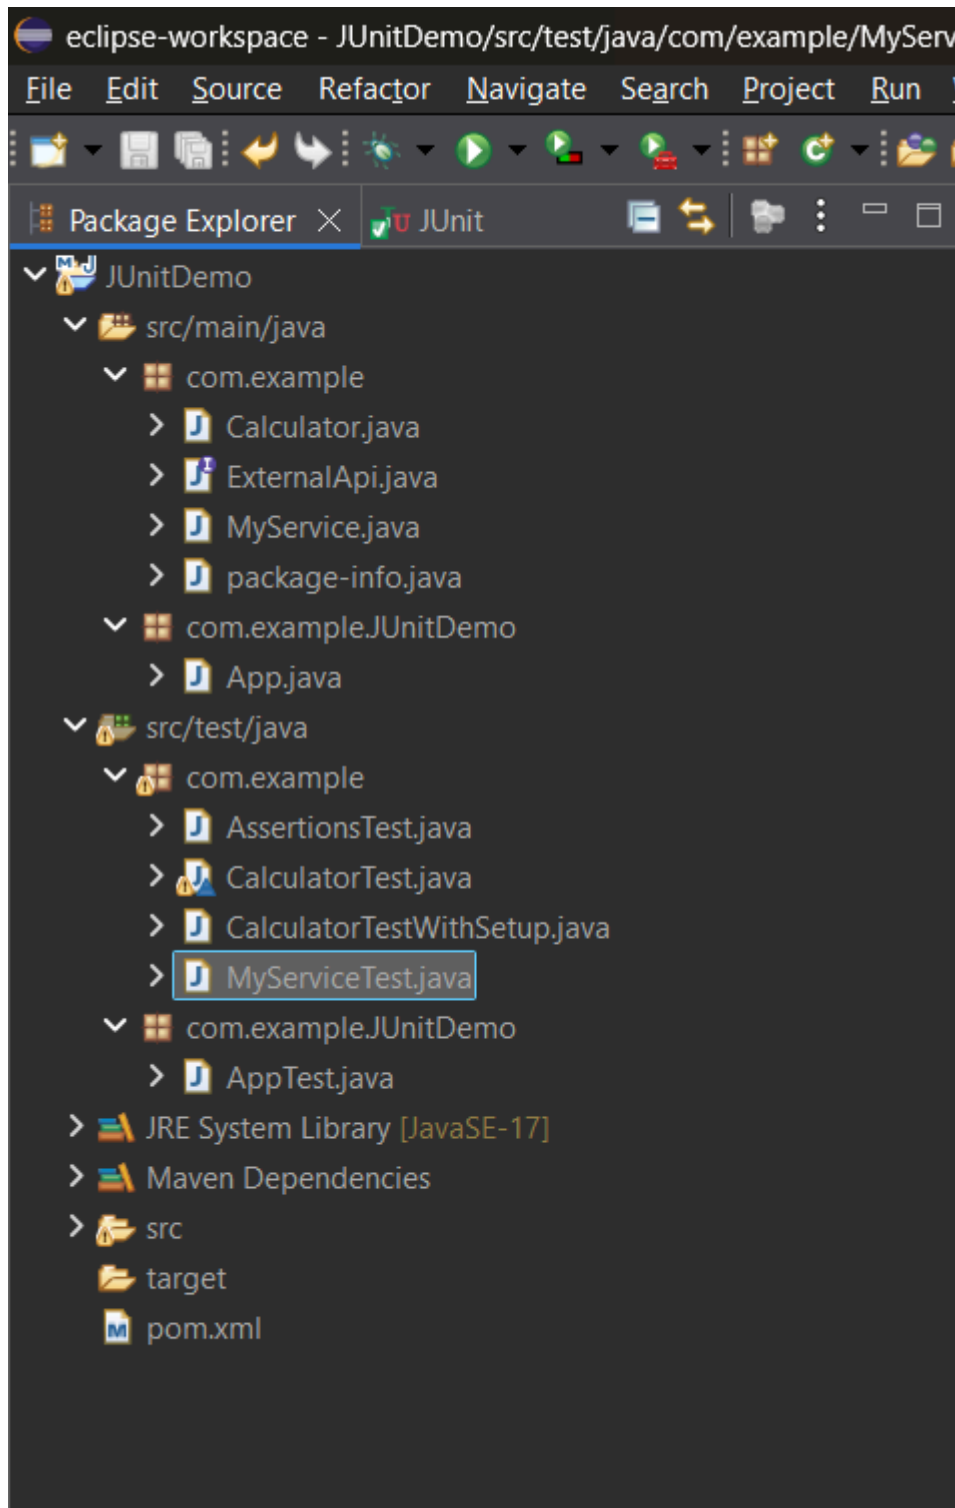 eclipse-workspace - JUnitDemo/src/test/java/com/example/MyServ
File Edit Source Refactor Navigate Search Project Run
Package Explorer JUnit
JUnitDemo
src/main/java
com.example
Calculator.java
ExternalApi.java
MyService.java
package-info.java
com.example.JUnitDemo
App.java
src/test/java
com.example
AssertionsTest.java
CalculatorTest.java
CalculatorTestWithSetup.java
MyServiceTest.java
com.example.JUnitDemo
AppTest.java
JRE System Library [JavaSE-17]
Maven Dependencies
src
target
pom.xml